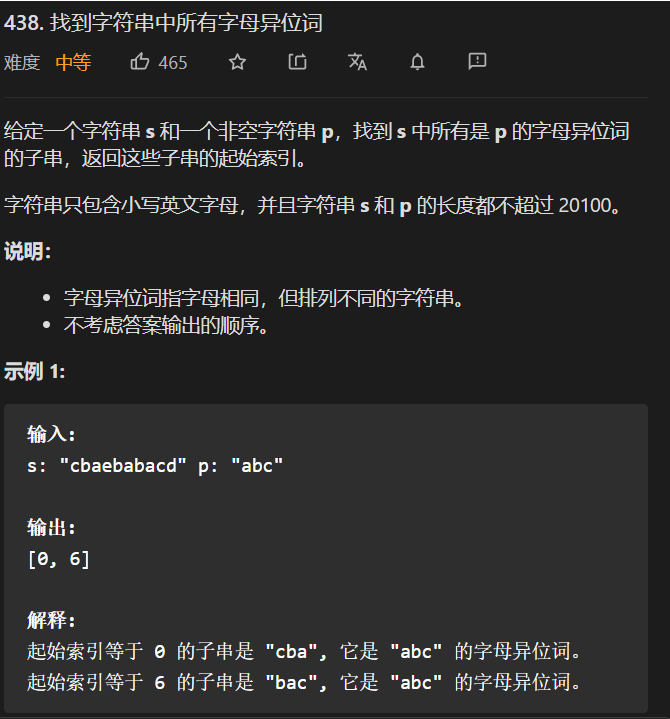 438. 找到字符串中所有字母异位词
难度 中等 465
给定一个字符串 s 和一个非空字符串 p，找到 s 中所有是 p 的字母异位词
的子串，返回这些子串的起始索引。
字符串只包含小写英文字母，并且字符串 s 和 p 的长度都不超过 20100。
说明：
• 字母异位词指字母相同，但排列不同的字符串。
• 不考虑答案输出的顺序。
示例 1:
输入：
s: "cbaebabacd" p: "abc"
输出：
[0, 6]
解释：
起始索引等于 0 的子串是 "cba", 它是 "abc" 的字母异位词。
起始索引等于 6 的子串是 "bac", 它是 "abc" 的字母异位词。